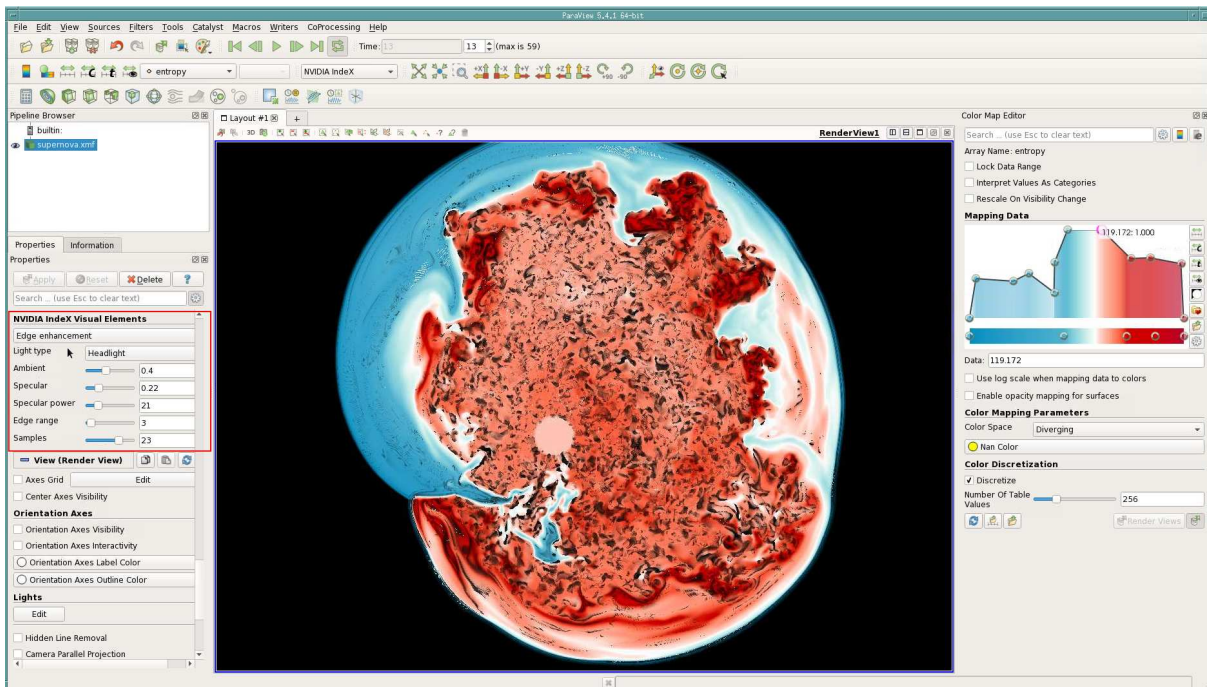 ParaView 5.4.1 64-bit
File Edit View Sources Filters Tools Catalyst Macros Writers CoProcessing Help
Time: 13 13 (max is 59)
entropy NVIDIA IndeX
+X -X +Y -Y +Z -Z +90 -90
Pipeline Browser
builtin:
supernova.xmf
Properties Information
Properties
Apply Reset Delete ?
Search ... (use Esc to clear text)
NVIDIA IndeX Visual Elements
Edge enhancement
Light type Headlight
Ambient 0.4
Specular 0.22
Specular power 21
Edge range 3
Samples 23
View (Render View)
Axes Grid Edit
Center Axes Visibility
Orientation Axes
Orientation Axes Visibility
Orientation Axes Interactivity
Orientation Axes Label Color
Orientation Axes Outline Color
Lights
Edit
Hidden Line Removal
Camera Parallel Projection
Layout #1 +
3D RenderView1
Color Map Editor
Search ... (use Esc to clear text)
Array Name: entropy
Lock Data Range
Interpret Values As Categories
Rescale On Visibility Change
Mapping Data
119.172: 1.000
Data: 119.172
Use log scale when mapping data to colors
Enable opacity mapping for surfaces
Color Mapping Parameters
Color Space Diverging
Nan Color
Color Discretization
Discretize
Number Of Table
Values 256
Render Views